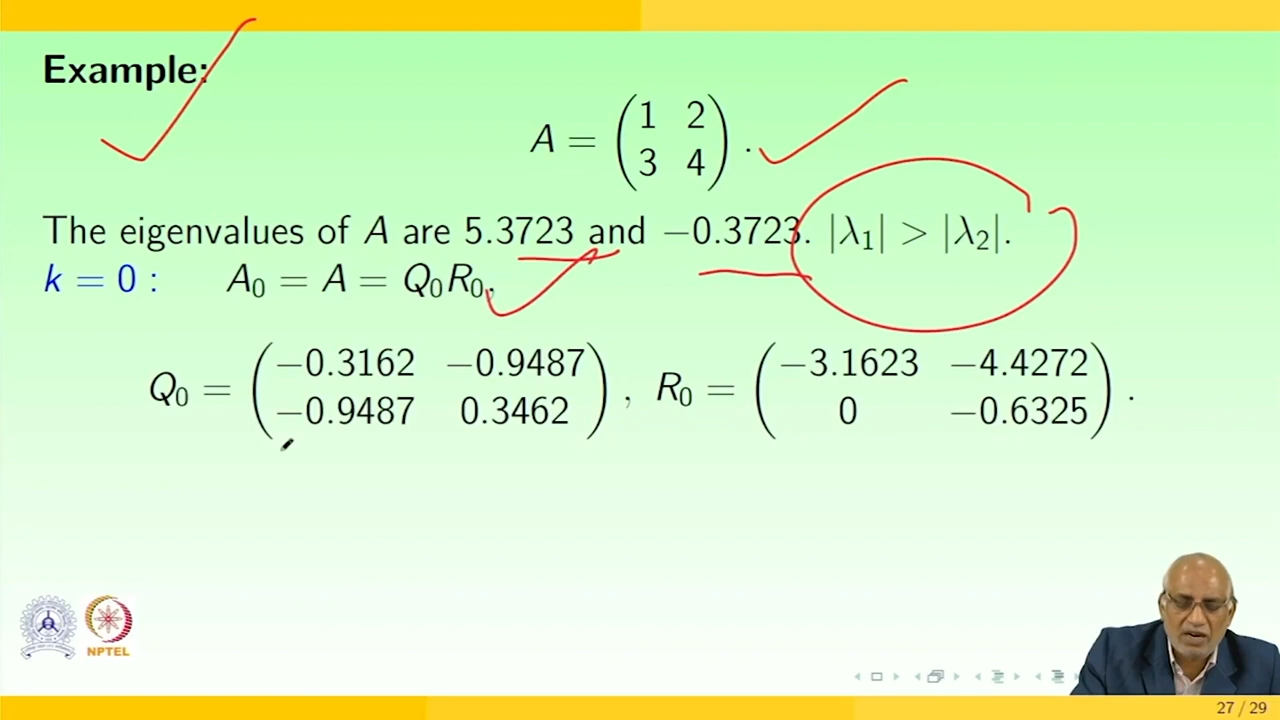 Example:
A = (1 2
3 4).
The eigenvalues of A are 5.3723 and −0.3723. |λ₁| > |λ₂|.
k = 0 : A₀ = A = Q₀R₀,
Q₀ = (−0.3162 −0.9487
−0.9487 0.3462), R₀ = (−3.1623 −4.4272
0 −0.6325).
NPTEL
27 / 29